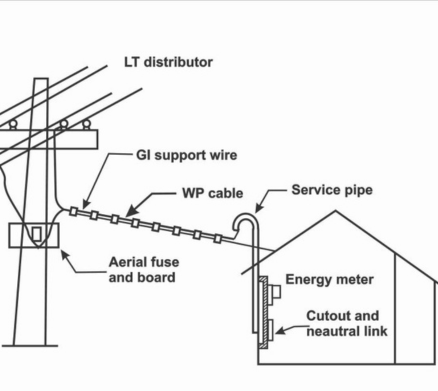 LT distributor
GI support wire
WP cable
Service pipe
Aerial fuse
and board
Energy meter
Cutout and
neautral link